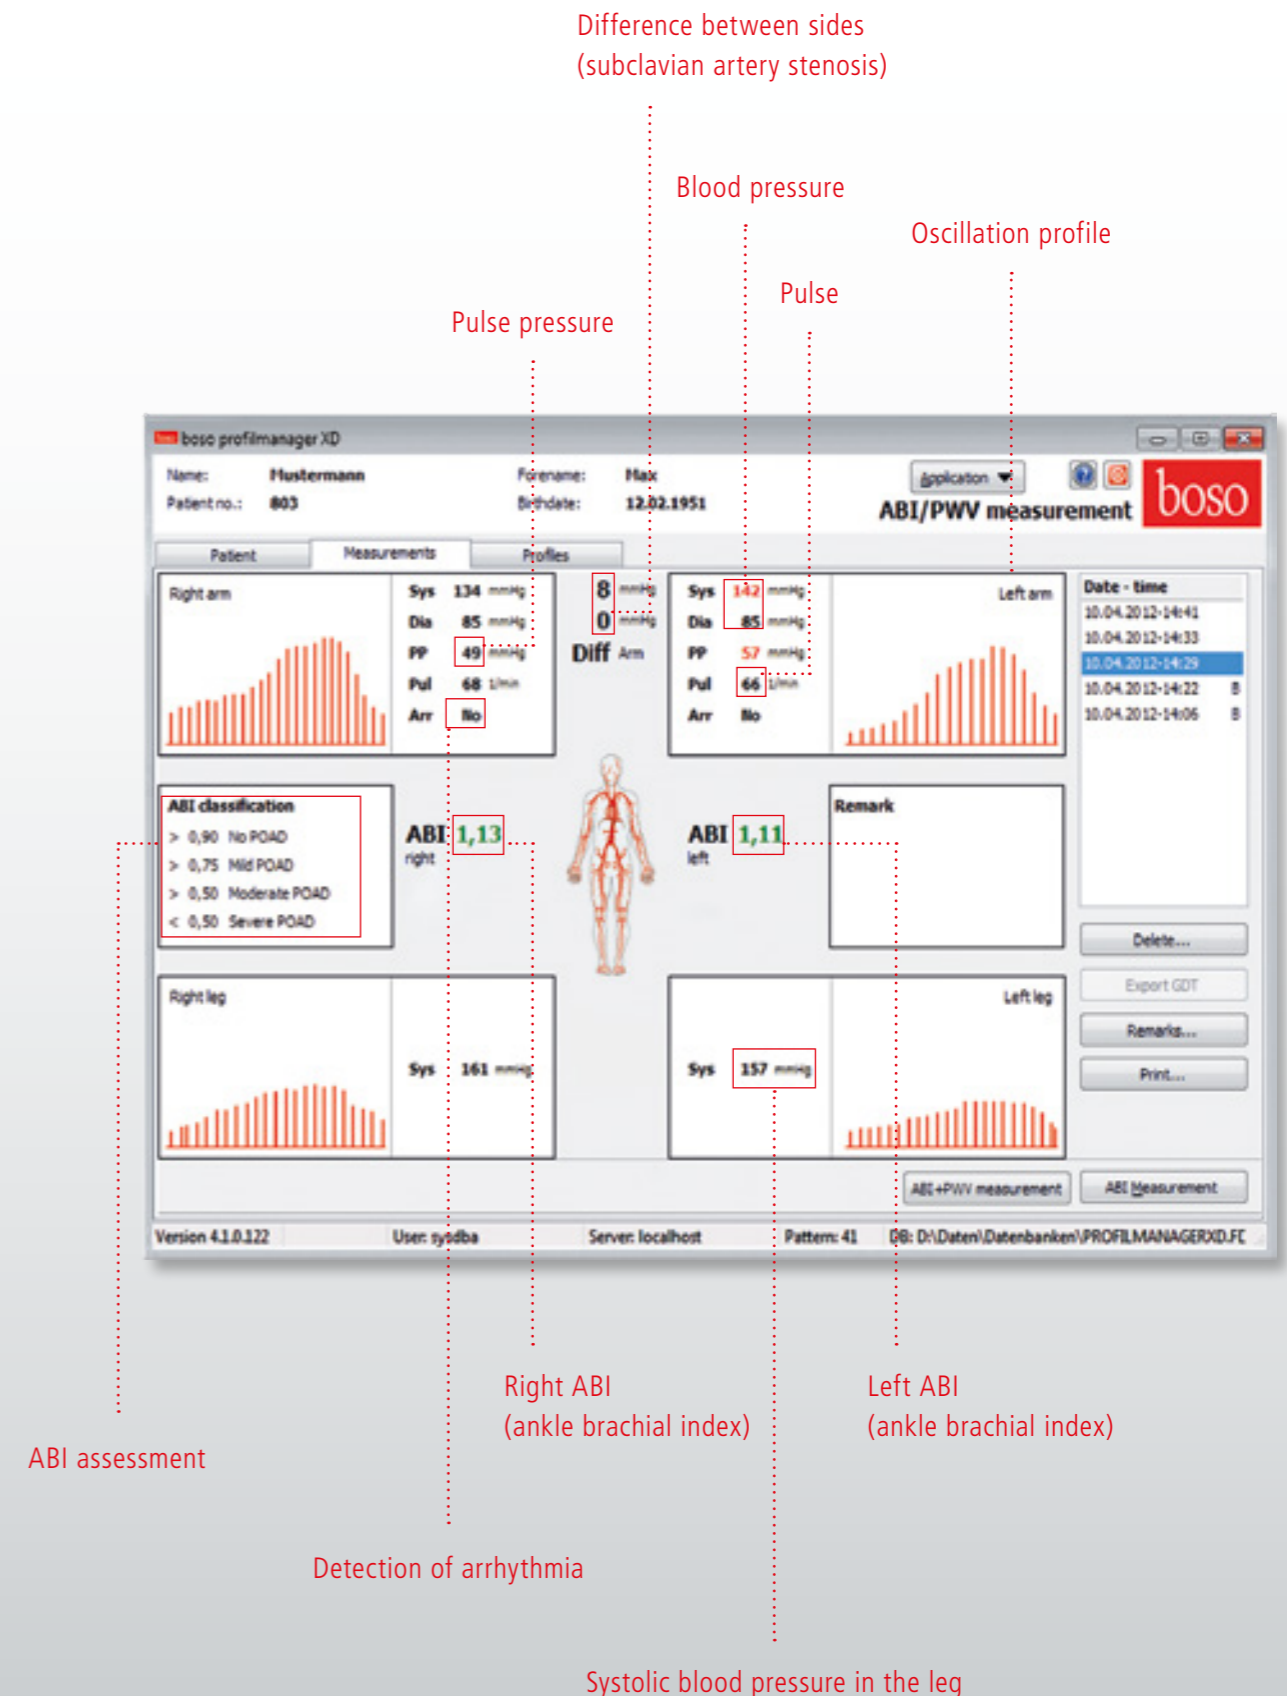 Difference between sides
(subclavian artery stenosis)
Blood pressure
Oscillation profile
Pulse
Pulse pressure
boso boso profilmanager XD
Name: Mustermann Forename: Max Application
Patient no.: 803 Birthdate: 12.02.1951 ABI/PWV measurement boso
Patient Measurements Profiles
Right arm
Sys 134 mmHg
Dia 85 mmHg
PP 49 mmHg
Pul 68 1/min
Arr No
8 mmHg
0 mmHg
Diff Arm
Sys 142 mmHg
Dia 85 mmHg
PP 57 mmHg
Pul 66 1/min
Arr No
Left arm
Date - time
10.04.2012-14:41
10.04.2012-14:33
10.04.2012-14:29
10.04.2012-14:22 B
10.04.2012-14:06 B
ABI classification
> 0,90 No POAD
> 0,75 Mild POAD
> 0,50 Moderate POAD
< 0,50 Severe POAD
ABI 1,13
right
ABI 1,11
left
Remark
Delete...
Export GDT
Remarks...
Print...
Right leg
Sys 161 mmHg
Sys 157 mmHg
Left leg
ABI+PWV measurement ABI Measurement
Version 4.1.0.122 User: sysdba Server: localhost Pattern: 41 DB: D:\Daten\Datenbanken\PROFILMANAGERXD.FD
Right ABI
(ankle brachial index)
Left ABI
(ankle brachial index)
ABI assessment
Detection of arrhythmia
Systolic blood pressure in the leg